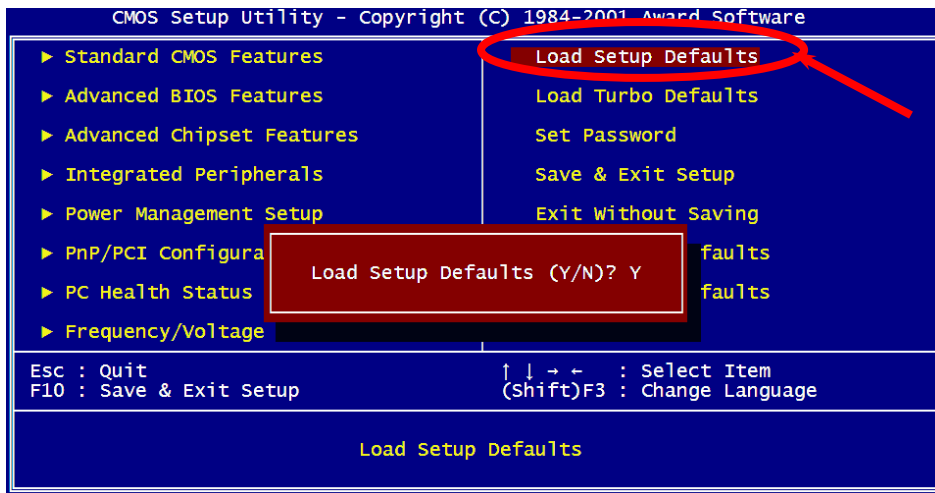 CMOS Setup Utility - Copyright (C) 1984-2001 Award Software
► Standard CMOS Features
► Advanced BIOS Features
► Advanced Chipset Features
► Integrated Peripherals
► Power Management Setup
► PnP/PCI Configura
► PC Health Status
► Frequency/Voltage
Load Setup Defaults
Load Turbo Defaults
Set Password
Save & Exit Setup
Exit Without Saving
faults
faults
Load Setup Defaults (Y/N)? Y
Esc : Quit
F10 : Save & Exit Setup
↑ ↓ → ← : Select Item
(Shift)F3 : Change Language
Load Setup Defaults